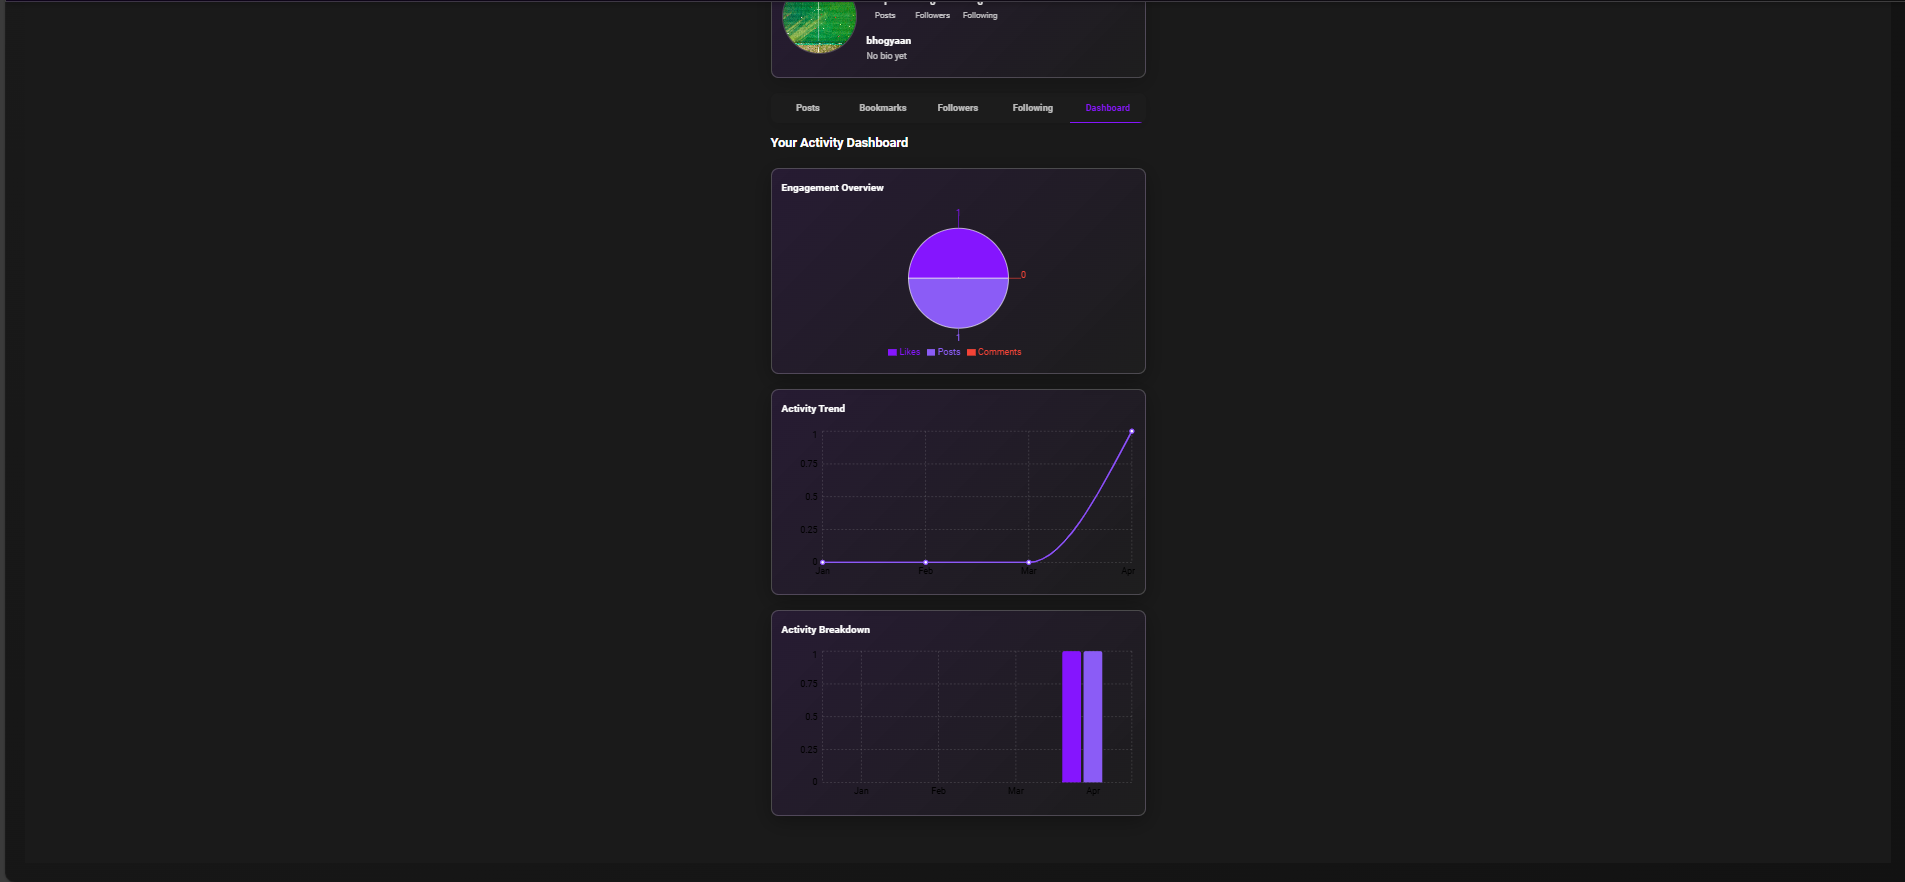 Posts Followers Following
bhogyaan
No bio yet
Posts Bookmarks Followers Following Dashboard
Your Activity Dashboard
Engagement Overview
1
0
1
Likes Posts Comments
Activity Trend
1
0.75
0.5
0.25
0
Jan Feb Mar Apr
Activity Breakdown
1
0.75
0.5
0.25
0
Jan Feb Mar Apr